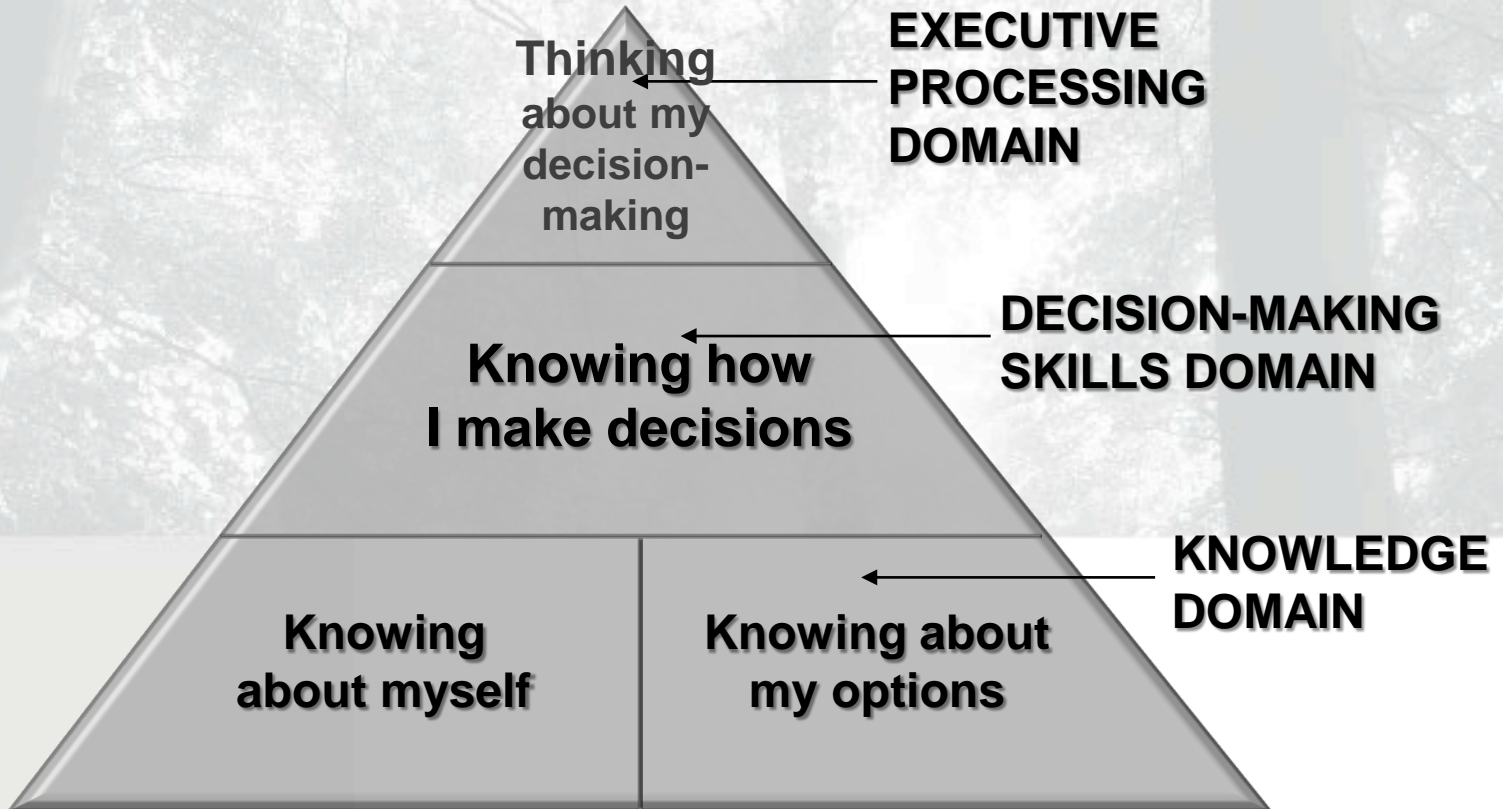 Thinking
about my
decision-
making
EXECUTIVE
PROCESSING
DOMAIN
Knowing how
I make decisions
DECISION-MAKING
SKILLS DOMAIN
Knowing
about myself
Knowing about
my options
KNOWLEDGE
DOMAIN